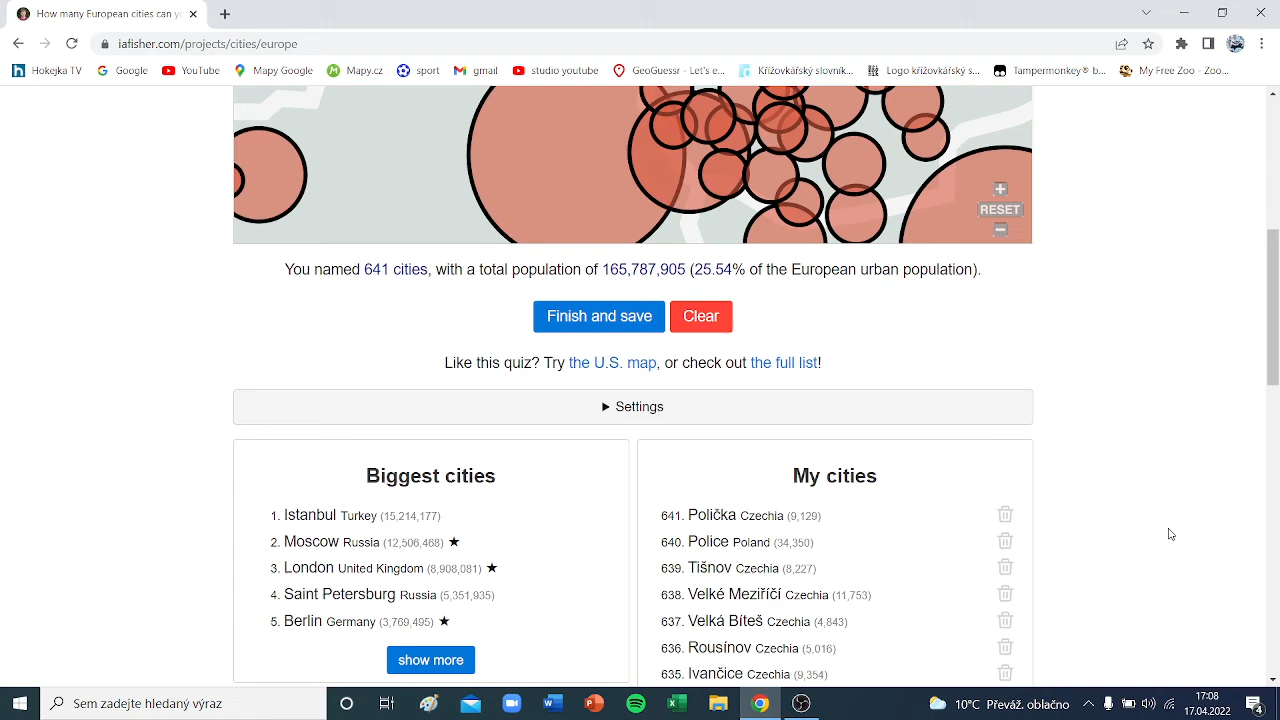 How many European cities can y
iafisher.com/projects/cities/europe
Hokejka TV
Google
YouTube
Mapy Google
Mapy.cz
sport
gmail
studio outube
GeoGuessr - Let's e...
Křížovkářský slovník...
Logo křížovkářský s...
Tampermonkey® b...
My Free Zoo - Zoo...
+
RESET
−
You named 641 cities, with a total population of 165,787,905 (25.54% of the European urban population).
Finish and save
Clear
Like this quiz? Try the U.S. map, or check out the full list!
▶ Settings
Biggest cities
1. Istanbul Turkey (15,214,177)
2. Moscow Russia (12,506,468) ★
3. London United Kingdom (8,908,031) ★
4. Saint Petersburg Russia (5,351,935)
5. Berlin Germany (3,769,495) ★
show more
My cities
641. Polička Czechia (9,129)
640. Police Poland (34,350)
639. Tišnov Czechia (8,227)
638. Velké Meziříčí Czechia (11,753)
637. Velká Bíteš Czechia (4,843)
636. Rousínov Czechia (5,016)
635. Ivančice Czechia (9,354)
Sem zadejte hledaný výraz
10°C Převáž. oblačno
17:08
17.04.2022